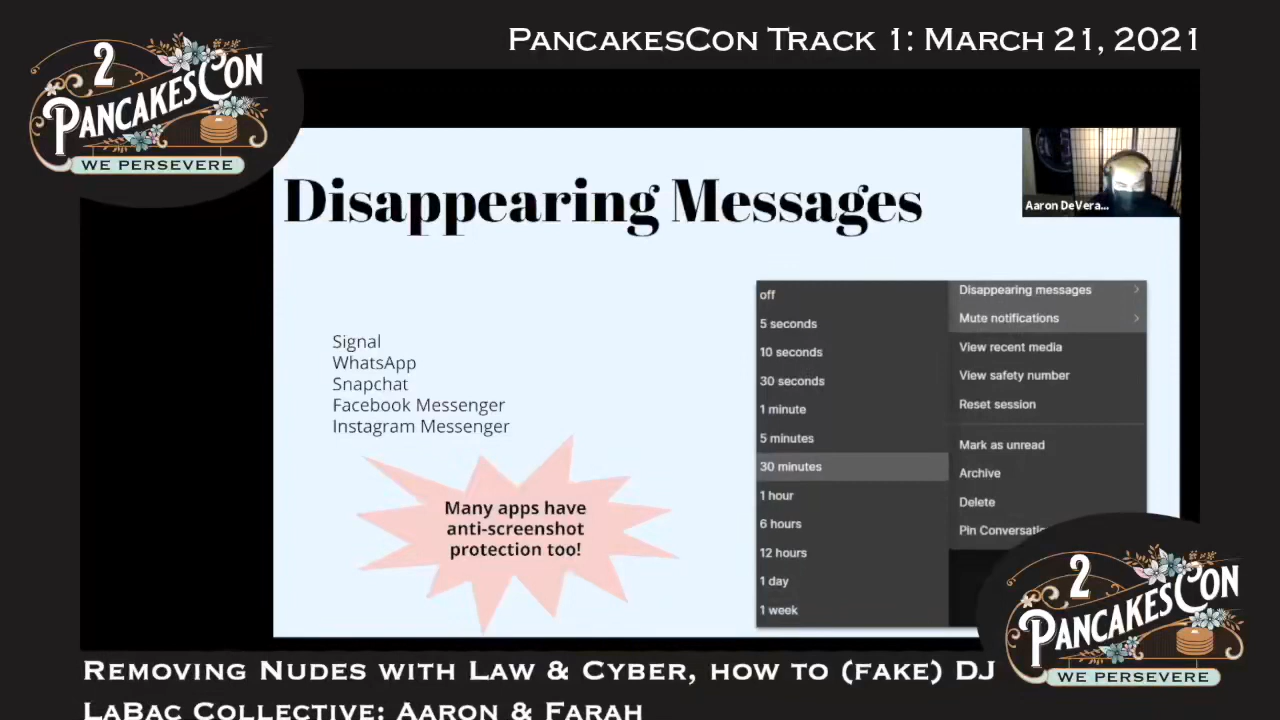 PancakesCon Track 1: March 21, 2021
2
PancakesCon
WE PERSEVERE
Disappearing Messages
Aaron DeVera...
Signal
WhatsApp
Snapchat
Facebook Messenger
Instagram Messenger
Many apps have
anti-screenshot
protection too!
off
5 seconds
10 seconds
30 seconds
1 minute
5 minutes
30 minutes
1 hour
6 hours
12 hours
1 day
1 week
Disappearing messages
Mute notifications
View recent media
View safety number
Reset session
Mark as unread
Archive
Delete
Pin Conversatio
2
PancakesCon
WE PERSEVERE
Removing Nudes with Law & Cyber, how to (fake) DJ
LaBac Collective: Aaron & Farah